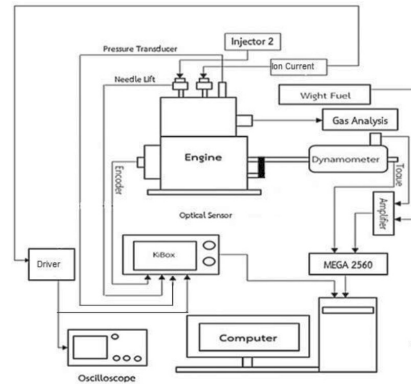 Injector 2
Pressure Transducer
Ion Current
Needle Lift
Wight Fuel
Gas Analysis
Engine
Dynamometer
Encoder
Toque
Amplifier
Optical Sensor
KiBox
Driver
MEGA 2560
Computer
Oscilloscope